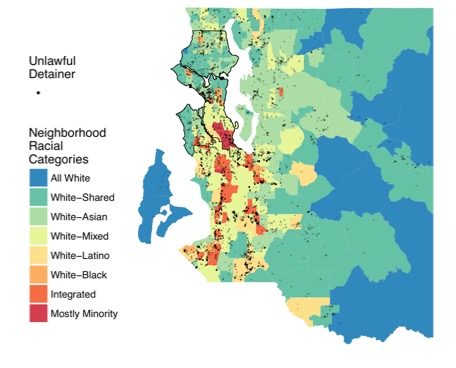 Unlawful
Detainer
Neighborhood
Racial
Categories
All White
White−Shared
White−Asian
White−Mixed
White−Latino
White−Black
Integrated
Mostly Minority